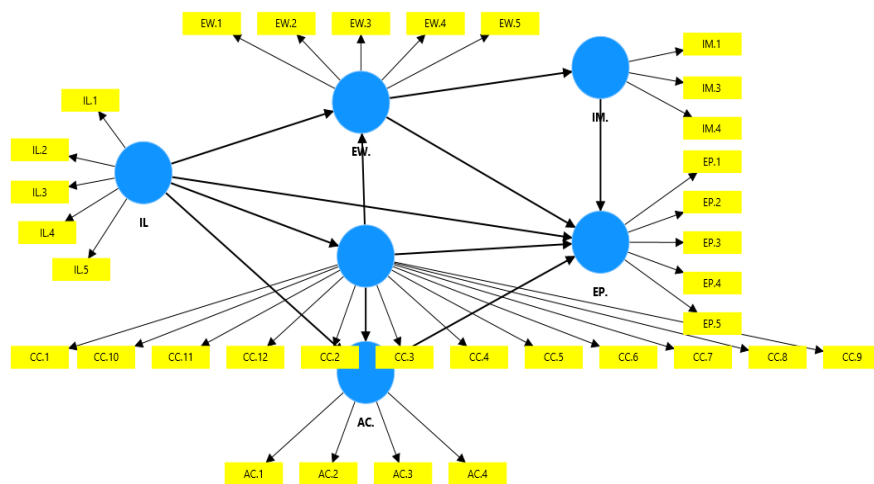 EW.1 EW.2 EW.3 EW.4 EW.5
IM.1
IM.3
IM.4
IM.
IL.1
IL.2
IL.3
IL.4
IL.5
IL
EW.
EP.1
EP.2
EP.3
EP.4
EP.5
EP.
CC.1 CC.10 CC.11 CC.12 CC.2 CC.3 CC.4 CC.5 CC.6 CC.7 CC.8 CC.9
AC.
AC.1 AC.2 AC.3 AC.4